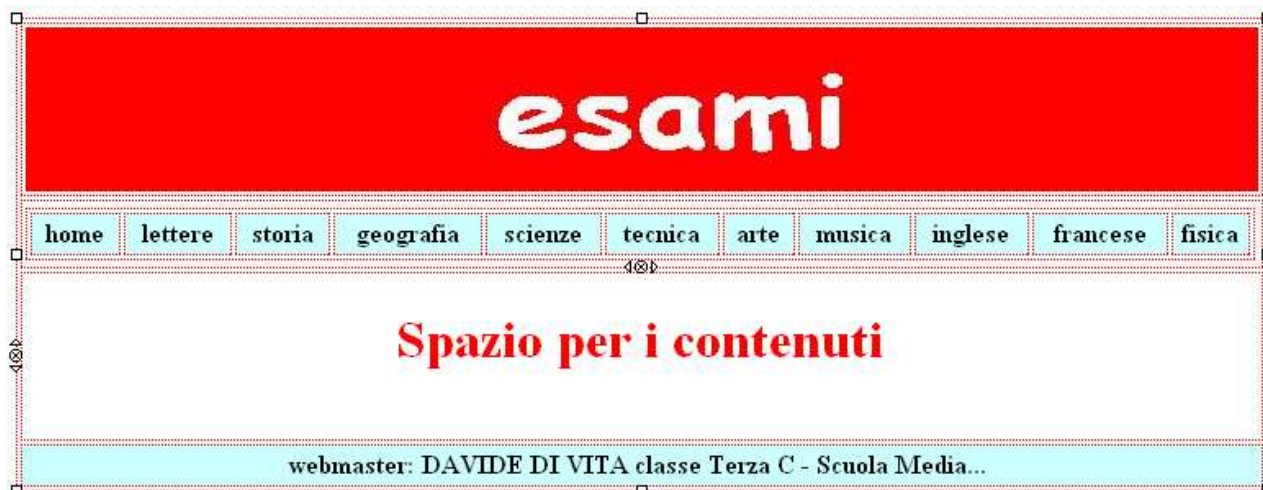 esami
home lettere storia geografia scienze tecnica arte musica inglese francese fisica
Spazio per i contenuti
webmaster: DAVIDE DI VITA classe Terza C - Scuola Media...